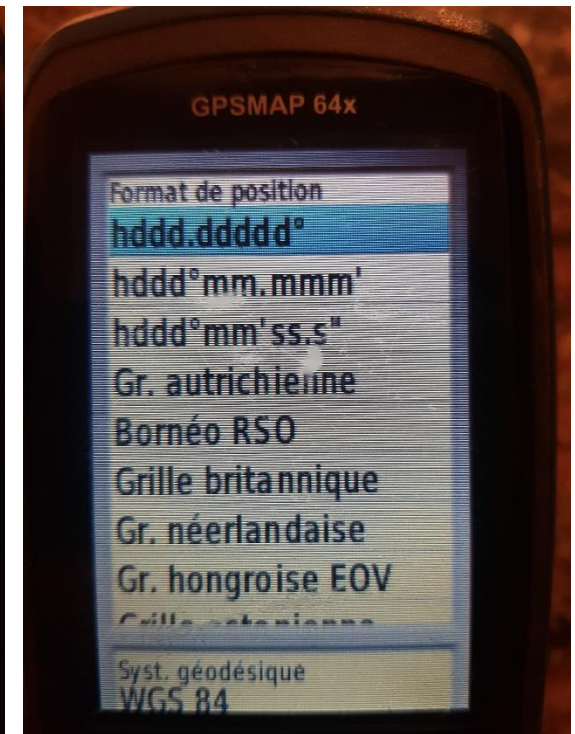 GPSMAP 64x
Format de position
hddd.ddddd°
hddd°mm.mmm'
hddd°mm'ss.s"
Gr. autrichienne
Bornéo RSO
Grille britannique
Gr. néerlandaise
Gr. hongroise EOV
Syst. géodésique
WGS 84